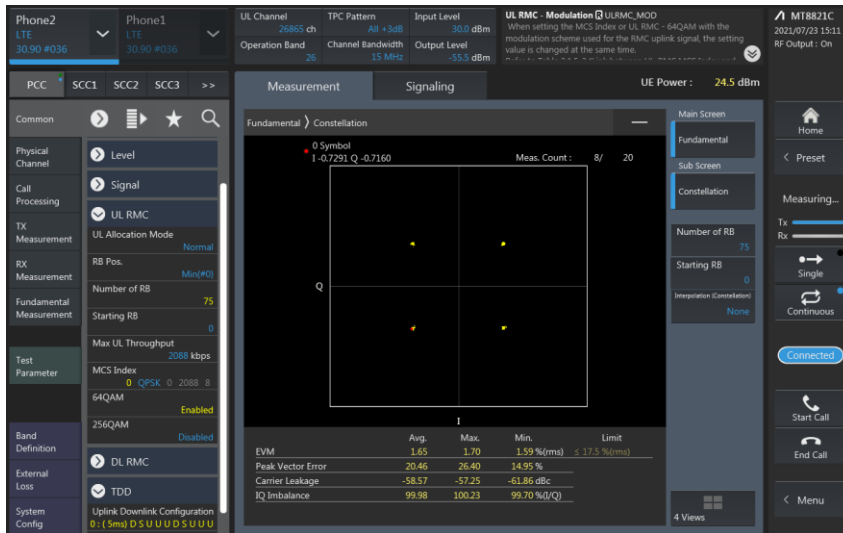 Phone2
LTE
30.90 #036
Phone1
LTE
30.90 #036
UL Channel
26865 ch
Operation Band
26
TPC Pattern
All +3dB
Channel Bandwidth
15 MHz
Input Level
30.0 dBm
Output Level
-55.5 dBm
UL RMC - Modulation R ULRMC_MOD
When setting the MCS Index or UL RMC - 64QAM with the
modulation scheme used for the RMC uplink signal, the setting
value is changed at the same time.
MT8821C
2021/07/23 15:11
RF Output : On
PCC SCC1 SCC2 SCC3 >>
Measurement
Signaling
UE Power : 24.5 dBm
Common
Physical
Channel
Call
Processing
TX
Measurement
RX
Measurement
Fundamental
Measurement
Test
Parameter
Band
Definition
External
Loss
System
Config
Level
Signal
UL RMC
UL Allocation Mode
Normal
RB Pos.
Min(#0)
Number of RB
75
Starting RB
0
Max UL Throughput
2088 kbps
MCS Index
0 QPSK 0 2088 8
64QAM
Enabled
256QAM
Disabled
DL RMC
TDD
Uplink Downlink Configuration
0 : ( 5ms) D S U U U D S U U U
Fundamental 〉 Constellation
0 Symbol
I -0.7291 Q -0.7160
Meas. Count : 8/ 20
Q
I
Avg. Max. Min. Limit
EVM 1.65 1.70 1.59 %(rms) ≤ 17.5 %(rms)
Peak Vector Error 20.46 26.40 14.95 %
Carrier Leakage -58.57 -57.25 -61.86 dBc
IQ Imbalance 99.98 100.23 99.70 %(I/Q)
Main Screen
Fundamental
Sub Screen
Constellation
Number of RB
75
Starting RB
0
Interpolation (Constellation)
None
4 Views
Home
< Preset
Measuring...
Tx
Rx
Single
Continuous
Connected
Start Call
End Call
< Menu